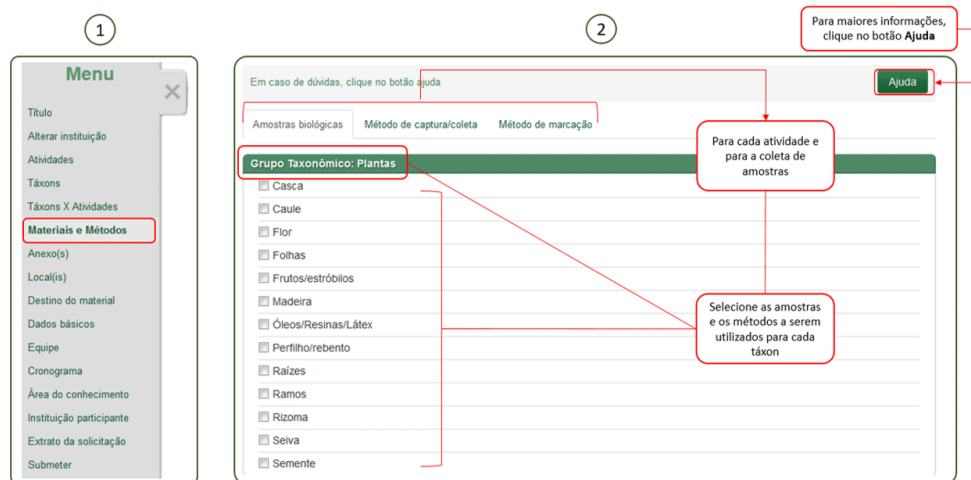 1
2
Para maiores informações,
clique no botão Ajuda
Menu
Título
Alterar instituição
Atividades
Táxons
Táxons X Atividades
Materiais e Métodos
Anexo(s)
Local(is)
Destino do material
Dados básicos
Equipe
Cronograma
Área do conhecimento
Instituição participante
Extrato da solicitação
Submeter
Em caso de dúvidas, clique no botão ajuda
Ajuda
Amostras biológicas Método de captura/coleta Método de marcação
Para cada atividade e
para a coleta de
amostras
Grupo Taxonômico: Plantas
Casca
Caule
Flor
Folhas
Frutos/estróbilos
Madeira
Óleos/Resinas/Látex
Perfilho/rebento
Raízes
Ramos
Rizoma
Seiva
Semente
Selecione as amostras
e os métodos a serem
utilizados para cada
táxon